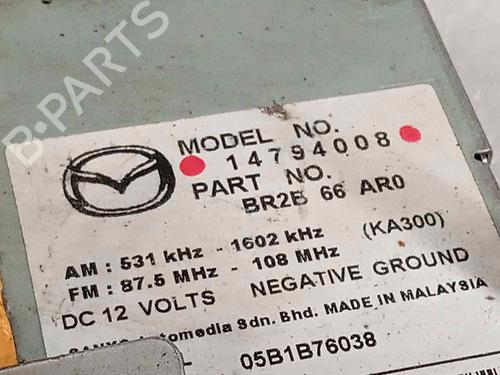 B-PARTS
MODEL NO.
14794008
PART NO.
BR2B 66 AR0
AM : 531 kHz - 1602 kHz (KA300)
FM : 87.5 MHz - 108 MHz
DC 12 VOLTS NEGATIVE GROUND
Automedia Sdn. Bhd. MADE IN MALAYSIA
05B1B76038